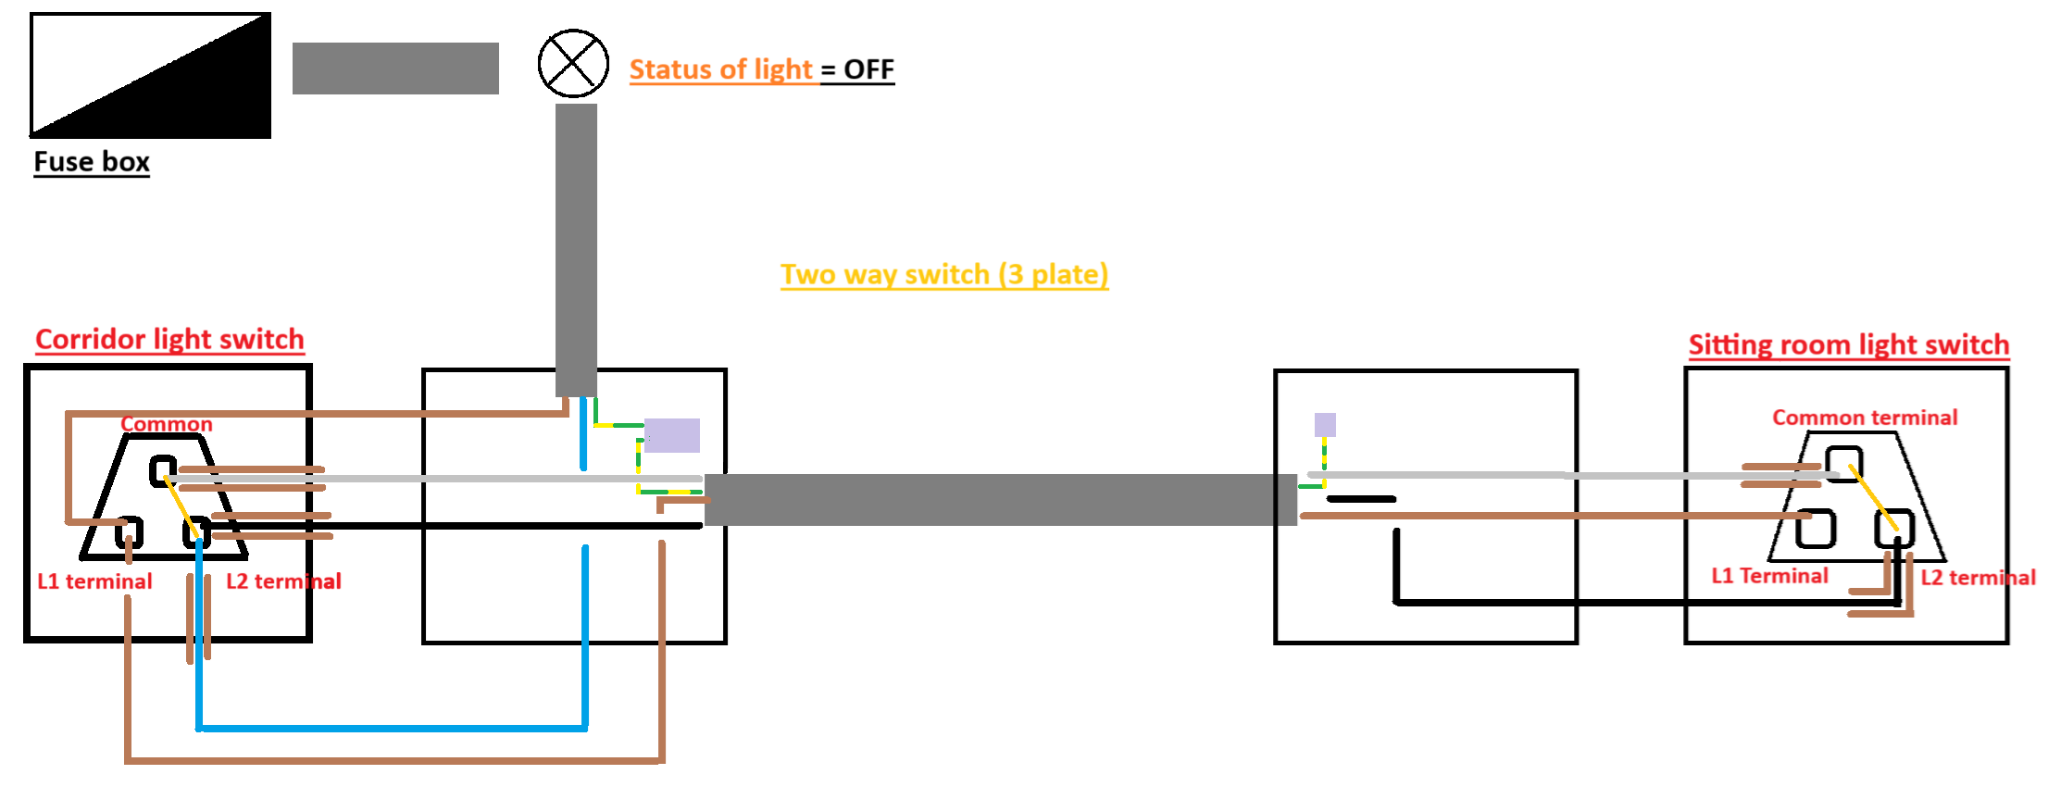 Status of light = OFF
Fuse box
Two way switch (3 plate)
Corridor light switch
Sitting room light switch
Common
Common terminal
L1 terminal
L2 terminal
L1 Terminal
L2 terminal